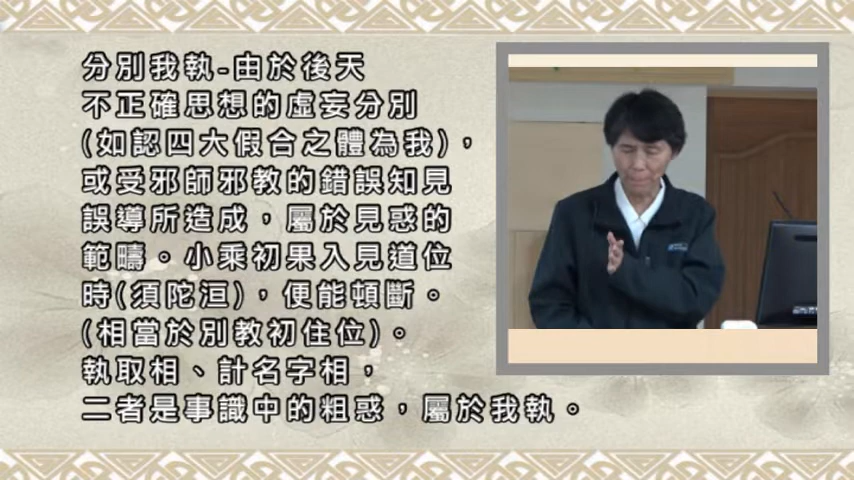 分別我執-由於後天
不正確思想的虛妄分別
(如認四大假合之體為我)，
或受邪師邪教的錯誤知見
誤導所造成，屬於見惑的
範疇。小乘初果入見道位
時(須陀洹)，便能頓斷。
(相當於別教初住位)。
執取相、計名字相，
二者是事識中的粗惑，屬於我執。